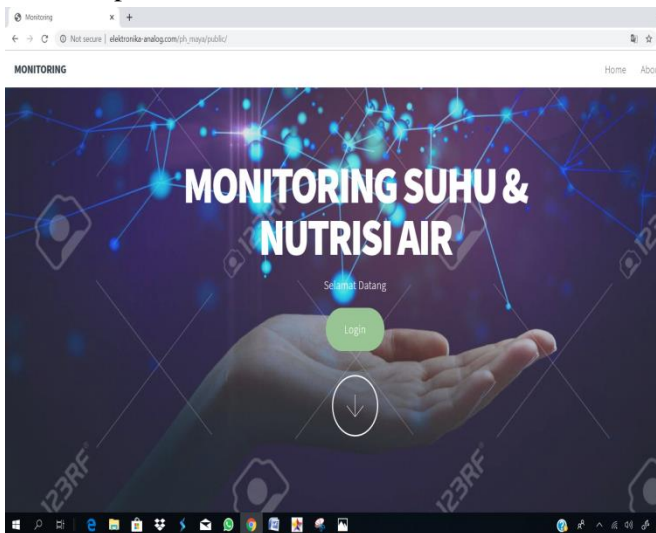 Monitoring
Not secure | elektronika-analog.com/ph_maya/public/
MONITORING
Home Abou
MONITORING SUHU &
NUTRISI AIR
Selamat Datang
Login
123RF
123RF
123RF